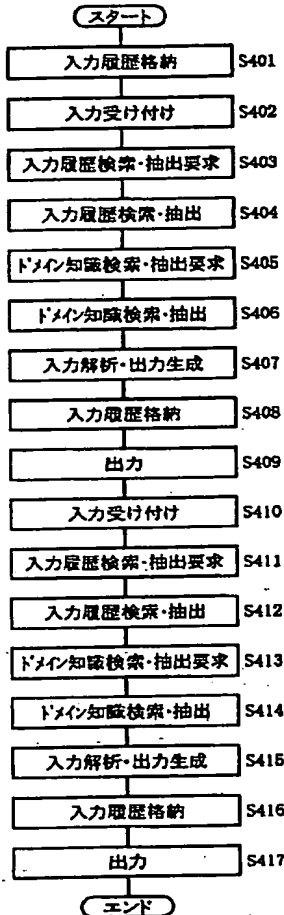 スタート
入力履歴格納 S401
入力受け付け S402
入力履歴検索・抽出要求 S403
入力履歴検索・抽出 S404
ドメイン知識検索・抽出要求 S405
ドメイン知識検索・抽出 S406
入力解析・出力生成 S407
入力履歴格納 S408
出力 S409
入力受け付け S410
入力履歴検索・抽出要求 S411
入力履歴検索・抽出 S412
ドメイン知識検索・抽出要求 S413
ドメイン知識検索・抽出 S414
入力解析・出力生成 S415
入力履歴格納 S416
出力 S417
エンド